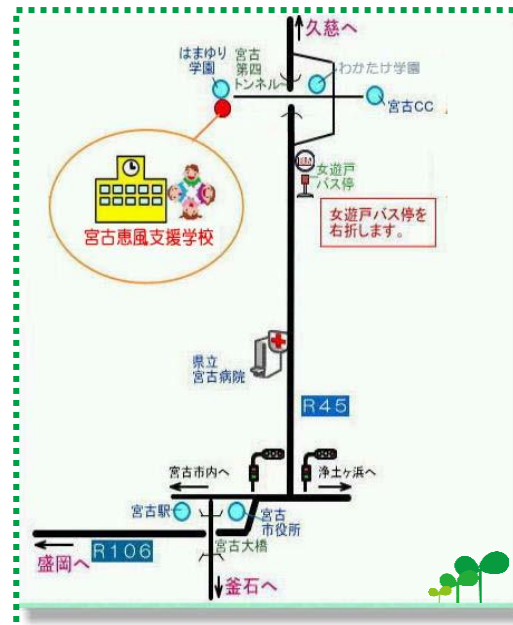 久慈へ
はまゆり
学園
宮古
第四
トンネル
わかたけ学園
宮古CC
女遊戸
バス停
女遊戸バス停を
右折します。
宮古恵風支援学校
県立
宮古病院
R45
宮古市内へ
浄土ヶ浜へ
宮古駅
宮古
市役所
宮古大橋
R106
盛岡へ
釜石へ